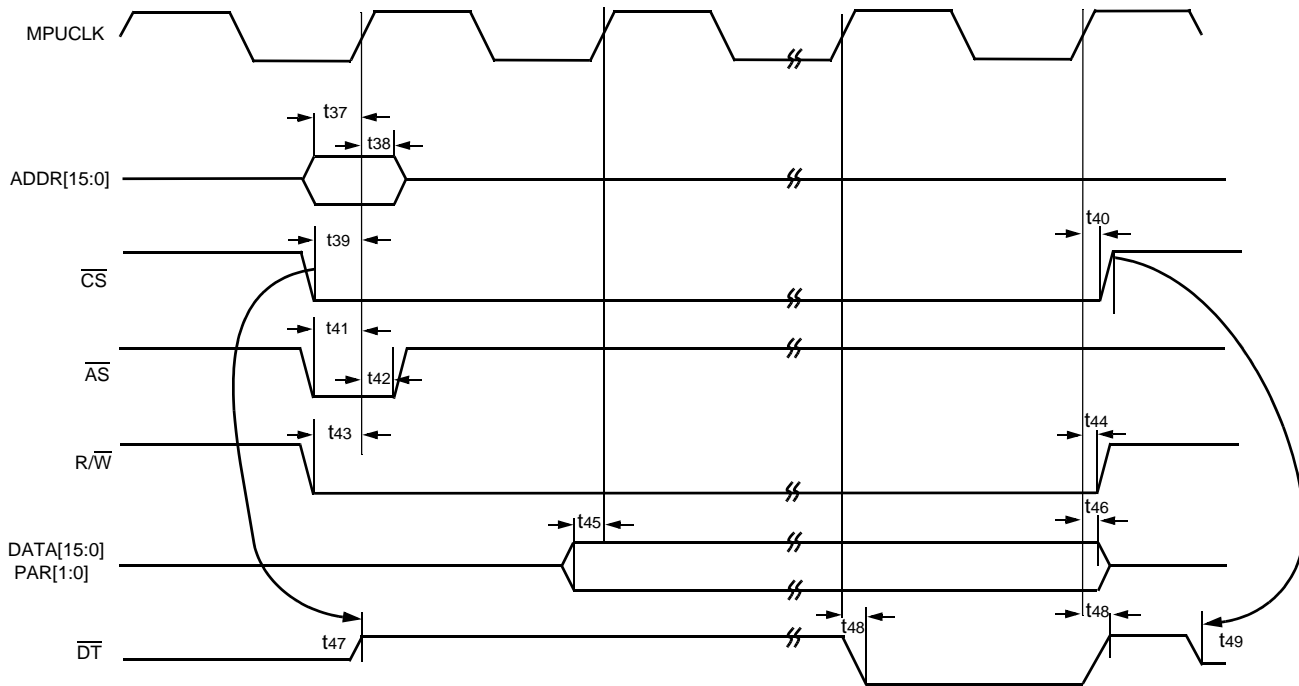 MPUCLK
t37
t38
ADDR[15:0]
t39
t40
CS
t41
AS
t42
t43
t44
R/W
t45
t46
DATA[15:0]
PAR[1:0]
t47
t48
t48
t49
DT